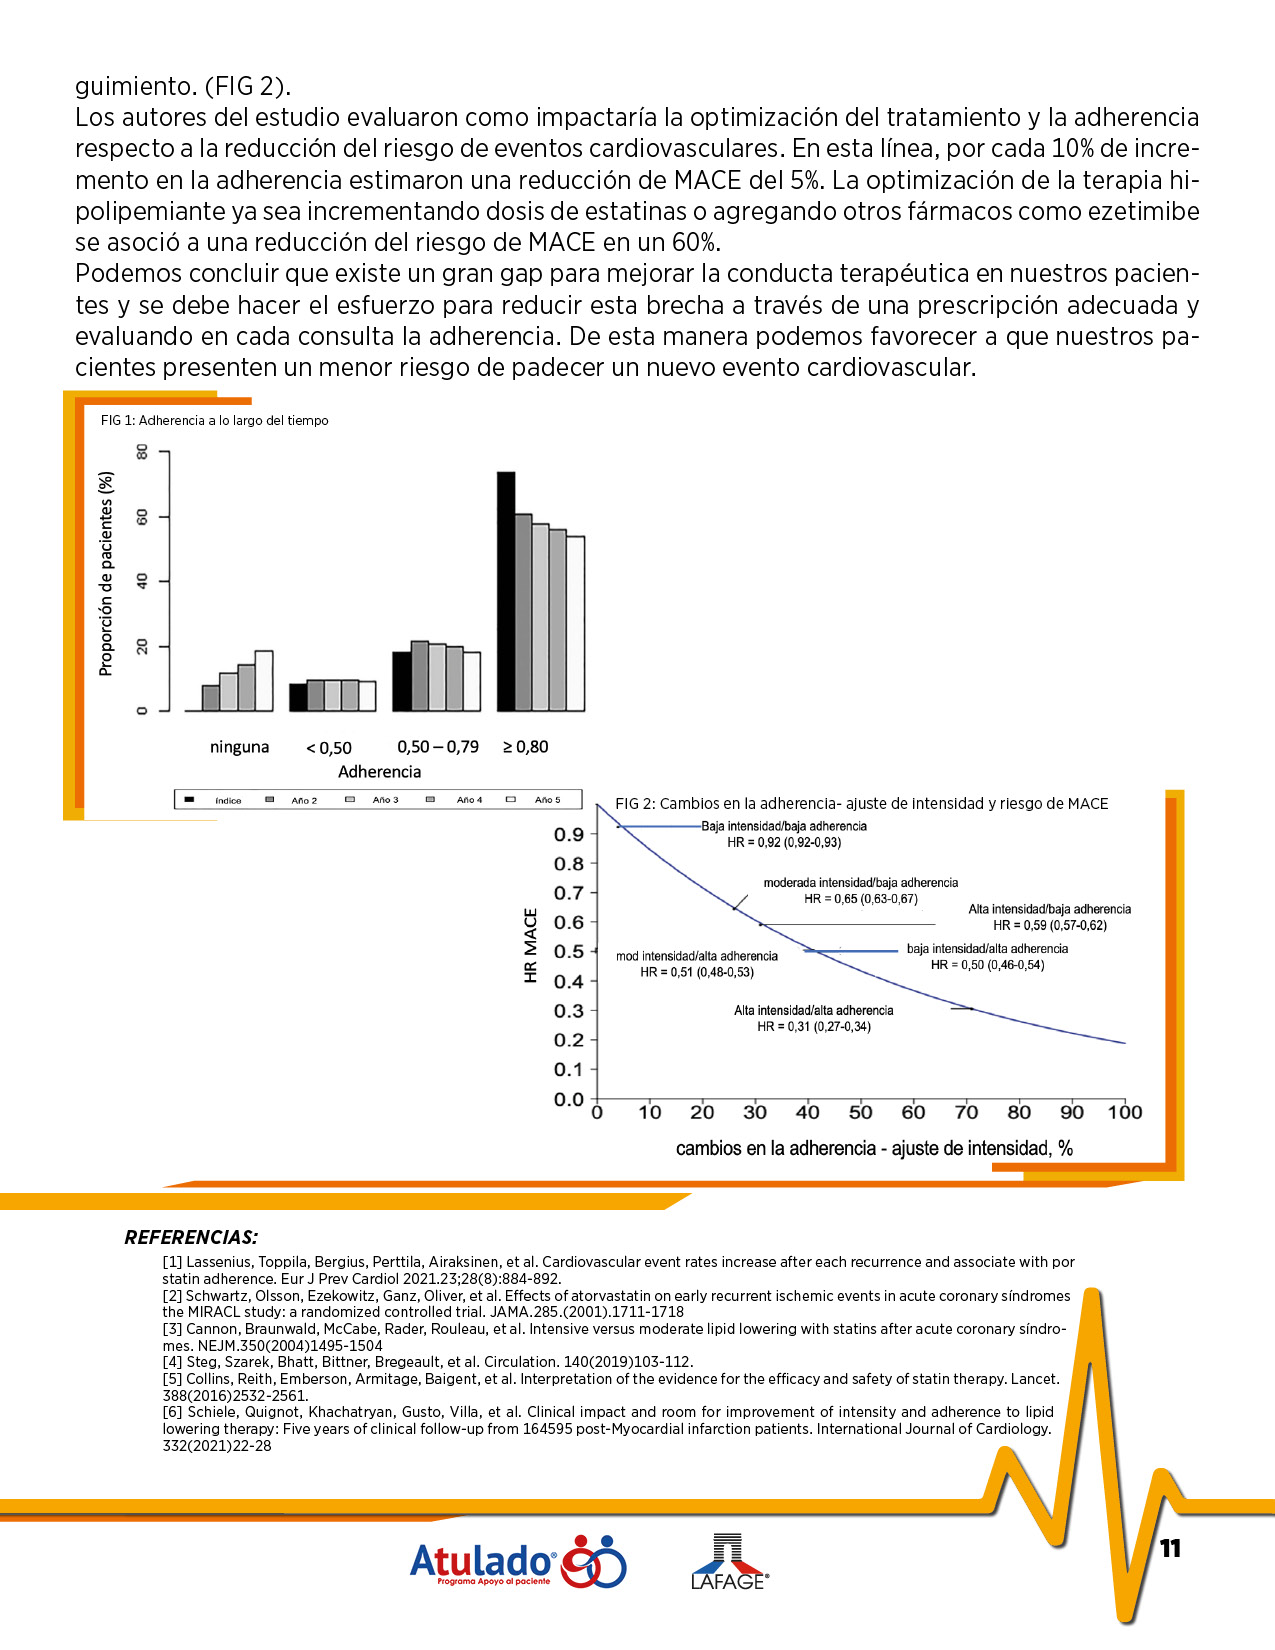 guimiento. (FIG 2).
Los autores del estudio evaluaron como impactaría la optimización del tratamiento y la adherencia
respecto a la reducción del riesgo de eventos cardiovasculares. En esta línea, por cada 10% de incre-
mento en la adherencia estimaron una reducción de MACE del 5%. La optimización de la terapia hi-
polipemiante ya sea incrementando dosis de estatinas o agregando otros fármacos como ezetimibe
se asoció a una reducción del riesgo de MACE en un 60%.
Podemos concluir que existe un gran gap para mejorar la conducta terapéutica en nuestros pacien-
tes y se debe hacer el esfuerzo para reducir esta brecha a través de una prescripción adecuada y
evaluando en cada consulta la adherencia. De esta manera podemos favorecer a que nuestros pa-
cientes presenten un menor riesgo de padecer un nuevo evento cardiovascular.
FIG 1: Adherencia a lo largo del tiempo
Proporción de pacientes (%)
80
60
40
20
0
ninguna < 0,50 0,50 – 0,79 ≥ 0,80
Adherencia
índice Año 2 Año 3 Año 4 Año 5
FIG 2: Cambios en la adherencia- ajuste de intensidad y riesgo de MACE
HR MACE
0.9
0.8
0.7
0.6
0.5
0.4
0.3
0.2
0.1
0.0
Baja intensidad/baja adherencia
HR = 0,92 (0,92-0,93)
moderada intensidad/baja adherencia
HR = 0,65 (0,63-0,67)
Alta intensidad/baja adherencia
HR = 0,59 (0,57-0,62)
baja intensidad/alta adherencia
HR = 0,50 (0,46-0,54)
mod intensidad/alta adherencia
HR = 0,51 (0,48-0,53)
Alta intensidad/alta adherencia
HR = 0,31 (0,27-0,34)
0 10 20 30 40 50 60 70 80 90 100
cambios en la adherencia - ajuste de intensidad, %
REFERENCIAS:
[1] Lassenius, Toppila, Bergius, Perttila, Airaksinen, et al. Cardiovascular event rates increase after each recurrence and associate with por
statin adherence. Eur J Prev Cardiol 2021.23;28(8):884-892.
[2] Schwartz, Olsson, Ezekowitz, Ganz, Oliver, et al. Effects of atorvastatin on early recurrent ischemic events in acute coronary síndromes
the MIRACL study: a randomized controlled trial. JAMA.285.(2001).1711-1718
[3] Cannon, Braunwald, McCabe, Rader, Rouleau, et al. Intensive versus moderate lipid lowering with statins after acute coronary síndro-
mes. NEJM.350(2004)1495-1504
[4] Steg, Szarek, Bhatt, Bittner, Bregeault, et al. Circulation. 140(2019)103-112.
[5] Collins, Reith, Emberson, Armitage, Baigent, et al. Interpretation of the evidence for the efficacy and safety of statin therapy. Lancet.
388(2016)2532-2561.
[6] Schiele, Quignot, Khachatryan, Gusto, Villa, et al. Clinical impact and room for improvement of intensity and adherence to lipid
lowering therapy: Five years of clinical follow-up from 164595 post-Myocardial infarction patients. International Journal of Cardiology.
332(2021)22-28
Atulado®
Programa Apoyo al paciente
LAFAGE®
11